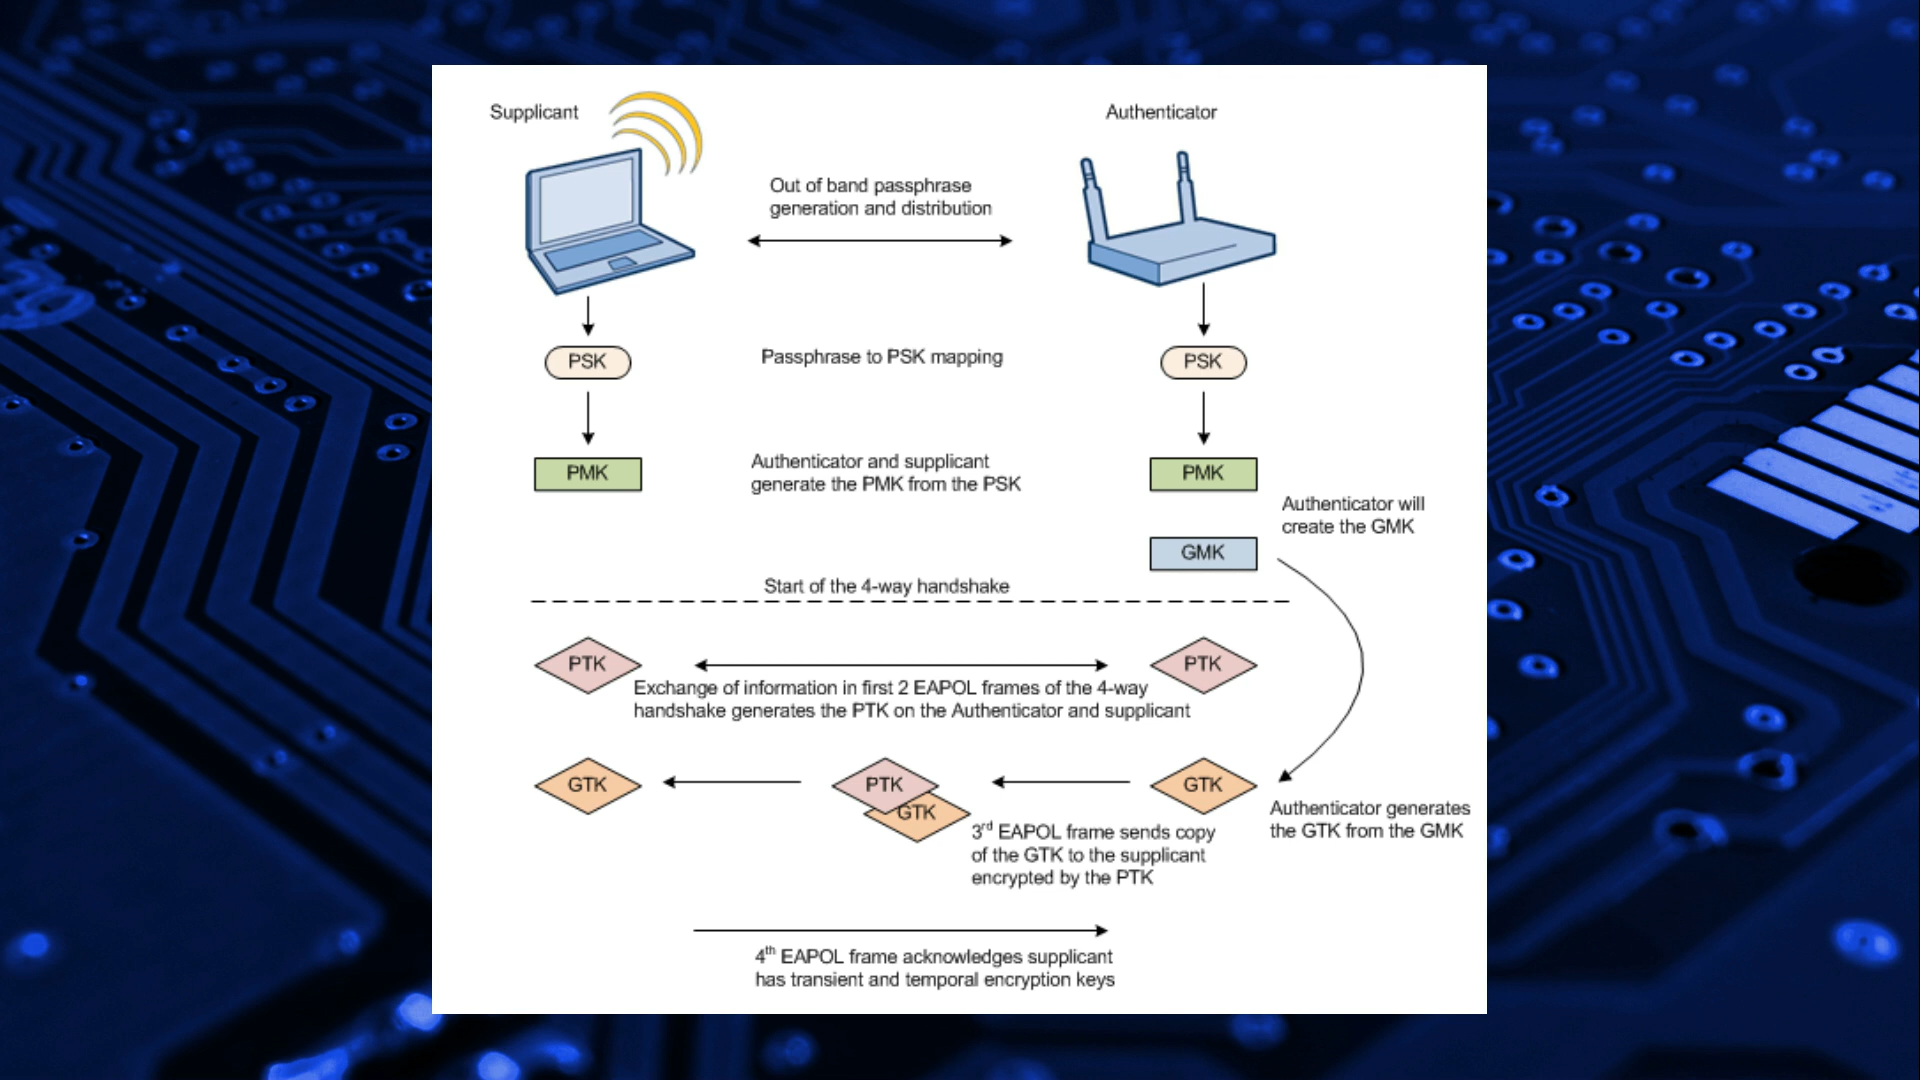 Supplicant
Authenticator
Out of band passphrase
generation and distribution
PSK
Passphrase to PSK mapping
PSK
PMK
Authenticator and supplicant
generate the PMK from the PSK
PMK
Authenticator will
create the GMK
GMK
Start of the 4-way handshake
PTK
PTK
Exchange of information in first 2 EAPOL frames of the 4-way
handshake generates the PTK on the Authenticator and supplicant
GTK
PTK
GTK
GTK
3rd EAPOL frame sends copy
of the GTK to the supplicant
encrypted by the PTK
Authenticator generates
the GTK from the GMK
4th EAPOL frame acknowledges supplicant
has transient and temporal encryption keys